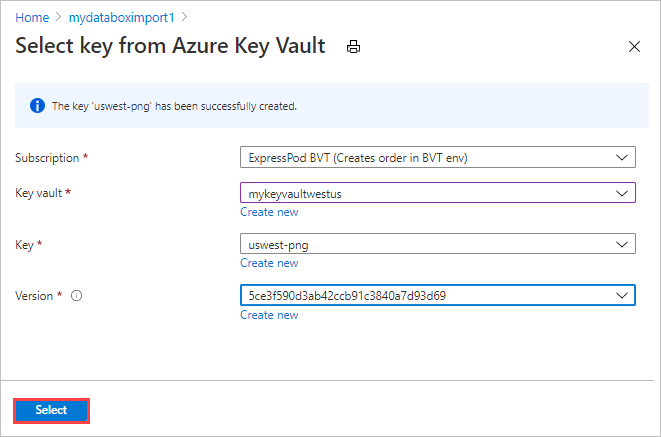 Home > mydataboximport1 >
Select key from Azure Key Vault
The key 'uswest-png' has been successfully created.
Subscription * ExpressPod BVT (Creates order in BVT env)
Key vault * mykeyvaultwestus
Create new
Key * uswest-png
Create new
Version * 5ce3f590d3ab42ccb91c3840a7d93d69
Create new
Select